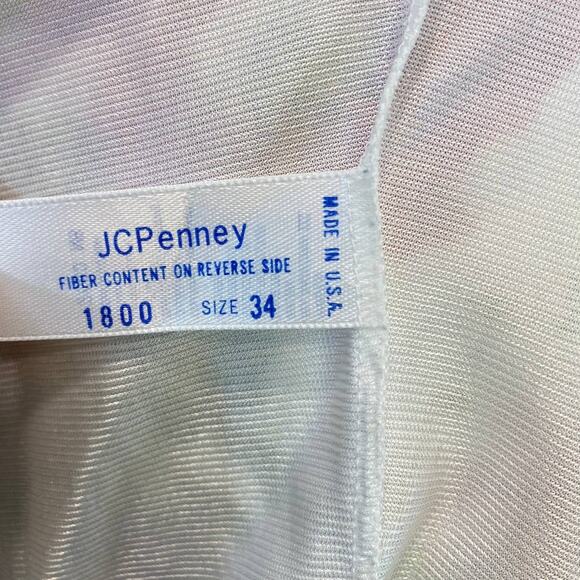 JCPenney
FIBER CONTENT ON REVERSE SIDE
1800 SIZE 34
MADE IN U.S.A.